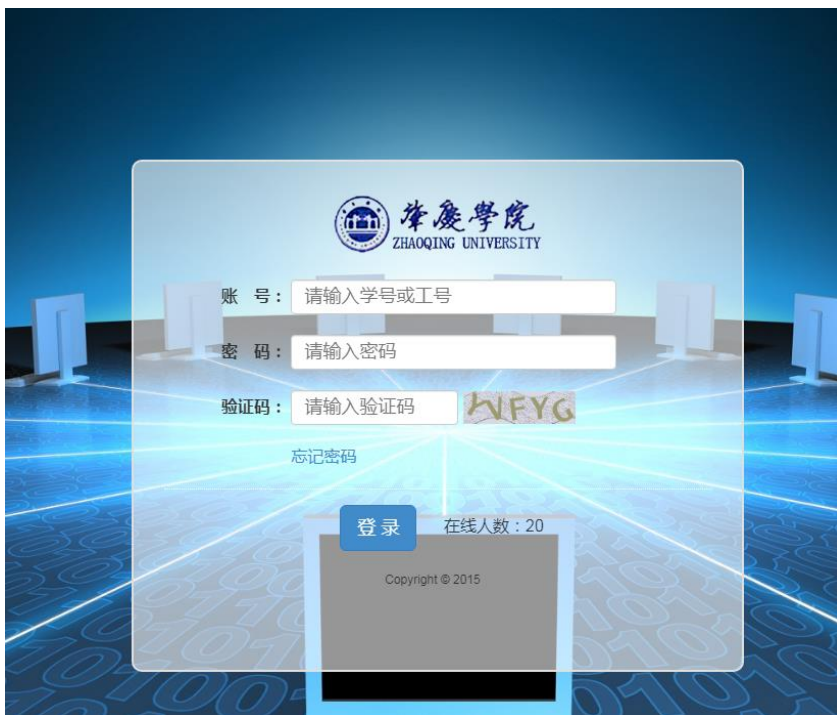 肇慶學院
ZHAOQING UNIVERSITY
账 号： 请输入学号或工号
密 码： 请输入密码
验证码： 请输入验证码 WFYG
忘记密码
登 录 在线人数：20
Copyright © 2015